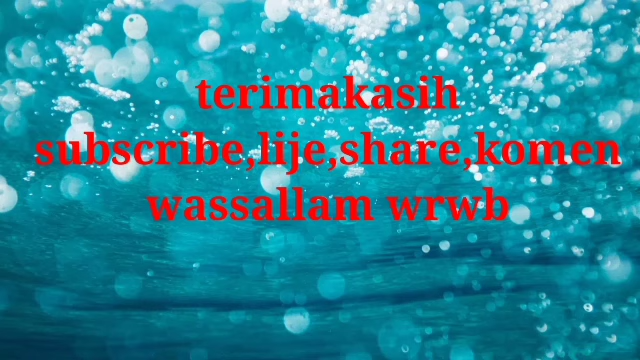 terimakasih
subscribe,lije,share,komen
wassallam wrwb